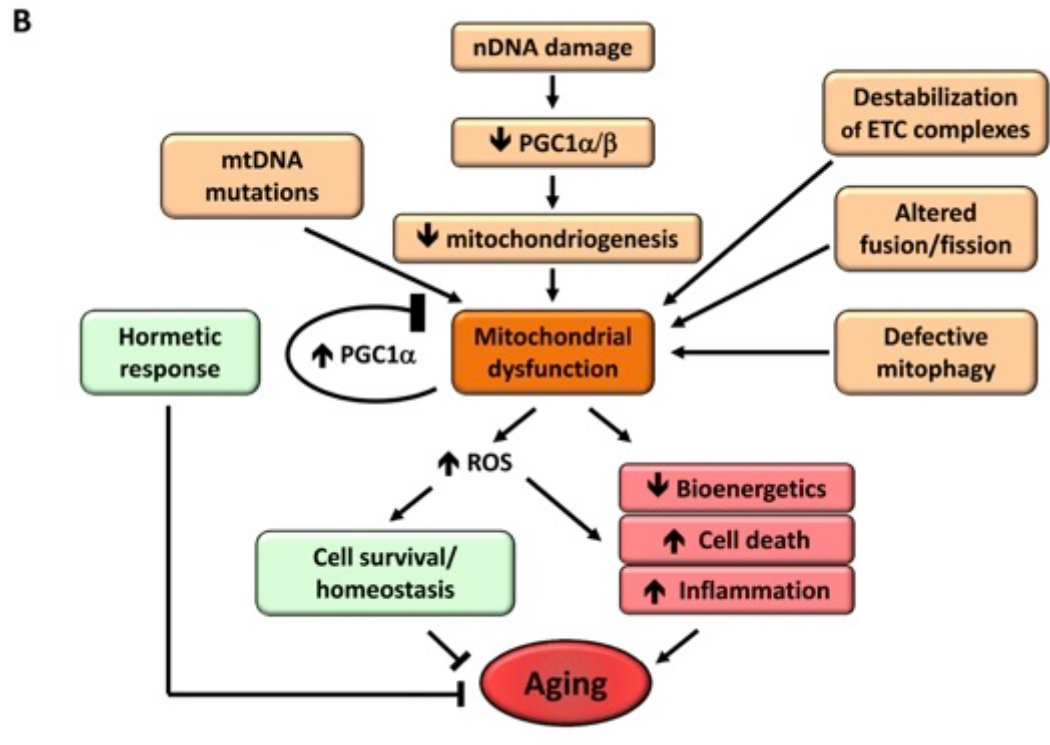 B
nDNA damage
↓ PGC1α/β
↓ mitochondriogenesis
mtDNA
mutations
Destabilization
of ETC complexes
Altered
fusion/fission
Defective
mitophagy
Hormetic
response
↑ PGC1α
Mitochondrial
dysfunction
↑ ROS
↓ Bioenergetics
↑ Cell death
↑ Inflammation
Cell survival/
homeostasis
Aging